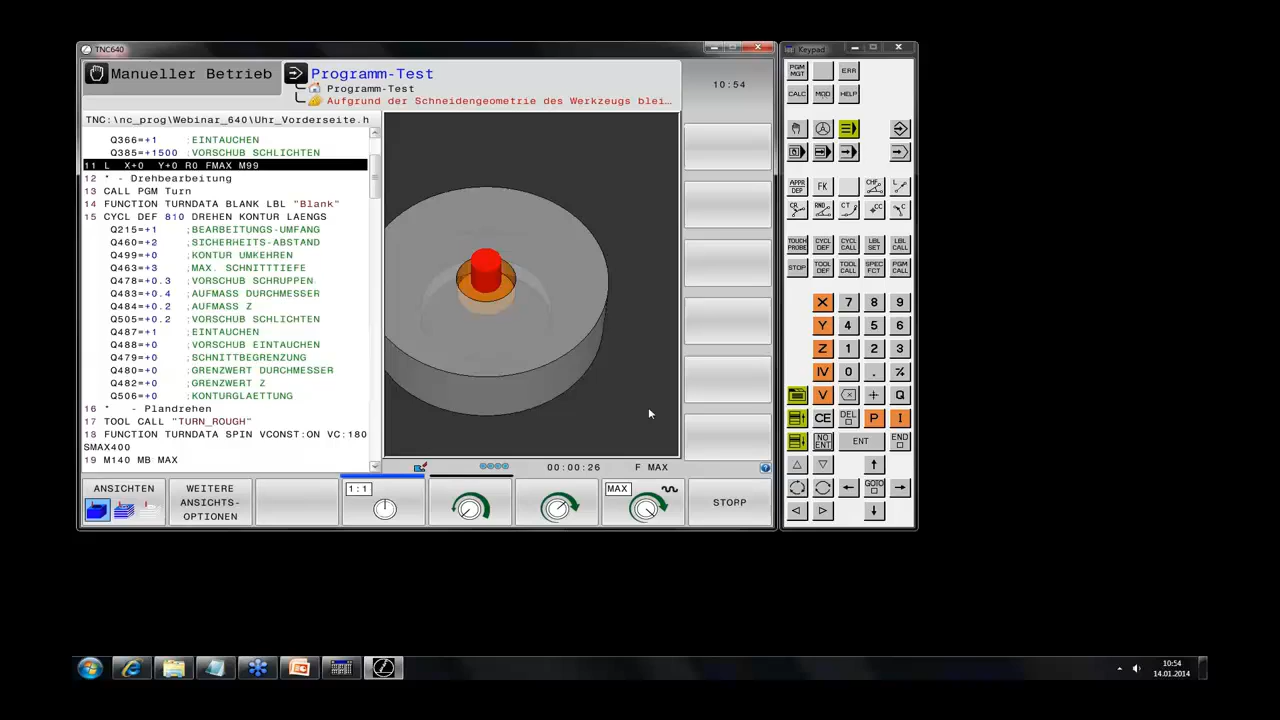 TNC640
Manueller Betrieb
Programm-Test
Programm-Test
Aufgrund der Schneidengeometrie des Werkzeugs blei…
10:54
TNC:\nc_prog\Webinar_640\Uhr_Vorderseite.h
Q366=+1 ;EINTAUCHEN
Q385=+1500 ;VORSCHUB SCHLICHTEN
11 L X+0 Y+0 R0 FMAX M99
12 * - Drehbearbeitung
13 CALL PGM Turn
14 FUNCTION TURNDATA BLANK LBL "Blank"
15 CYCL DEF 810 DREHEN KONTUR LAENGS
Q215=+1 ;BEARBEITUNGS-UMFANG
Q460=+2 ;SICHERHEITS-ABSTAND
Q499=+0 ;KONTUR UMKEHREN
Q463=+3 ;MAX. SCHNITTTIEFE
Q478=+0.3 ;VORSCHUB SCHRUPPEN
Q483=+0.4 ;AUFMASS DURCHMESSER
Q484=+0.2 ;AUFMASS Z
Q505=+0.2 ;VORSCHUB SCHLICHTEN
Q487=+1 ;EINTAUCHEN
Q488=+0 ;VORSCHUB EINTAUCHEN
Q479=+0 ;SCHNITTBEGRENZUNG
Q480=+0 ;GRENZWERT DURCHMESSER
Q482=+0 ;GRENZWERT Z
Q506=+0 ;KONTURGLAETTUNG
16 * - Plandrehen
17 TOOL CALL "TURN_ROUGH"
18 FUNCTION TURNDATA SPIN VCONST:ON VC:180
SMAX400
19 M140 MB MAX
00:00:26 F MAX
ANSICHTEN
WEITERE
ANSICHTS-
OPTIONEN
1:1
MAX
STOPP
Keypad
PGM MGT
ERR
CALC MOD HELP
APPR DEP FK CHF L
CR RND CT CC C
TOUCH PROBE CYCL DEF CYCL CALL LBL SET LBL CALL
STOP TOOL DEF TOOL CALL SPEC FCT PGM CALL
X 7 8 9
Y 4 5 6
Z 1 2 3
IV 0 .
V + Q
CE DEL P I
NO ENT ENT END
GOTO
10:54
14.01.2014